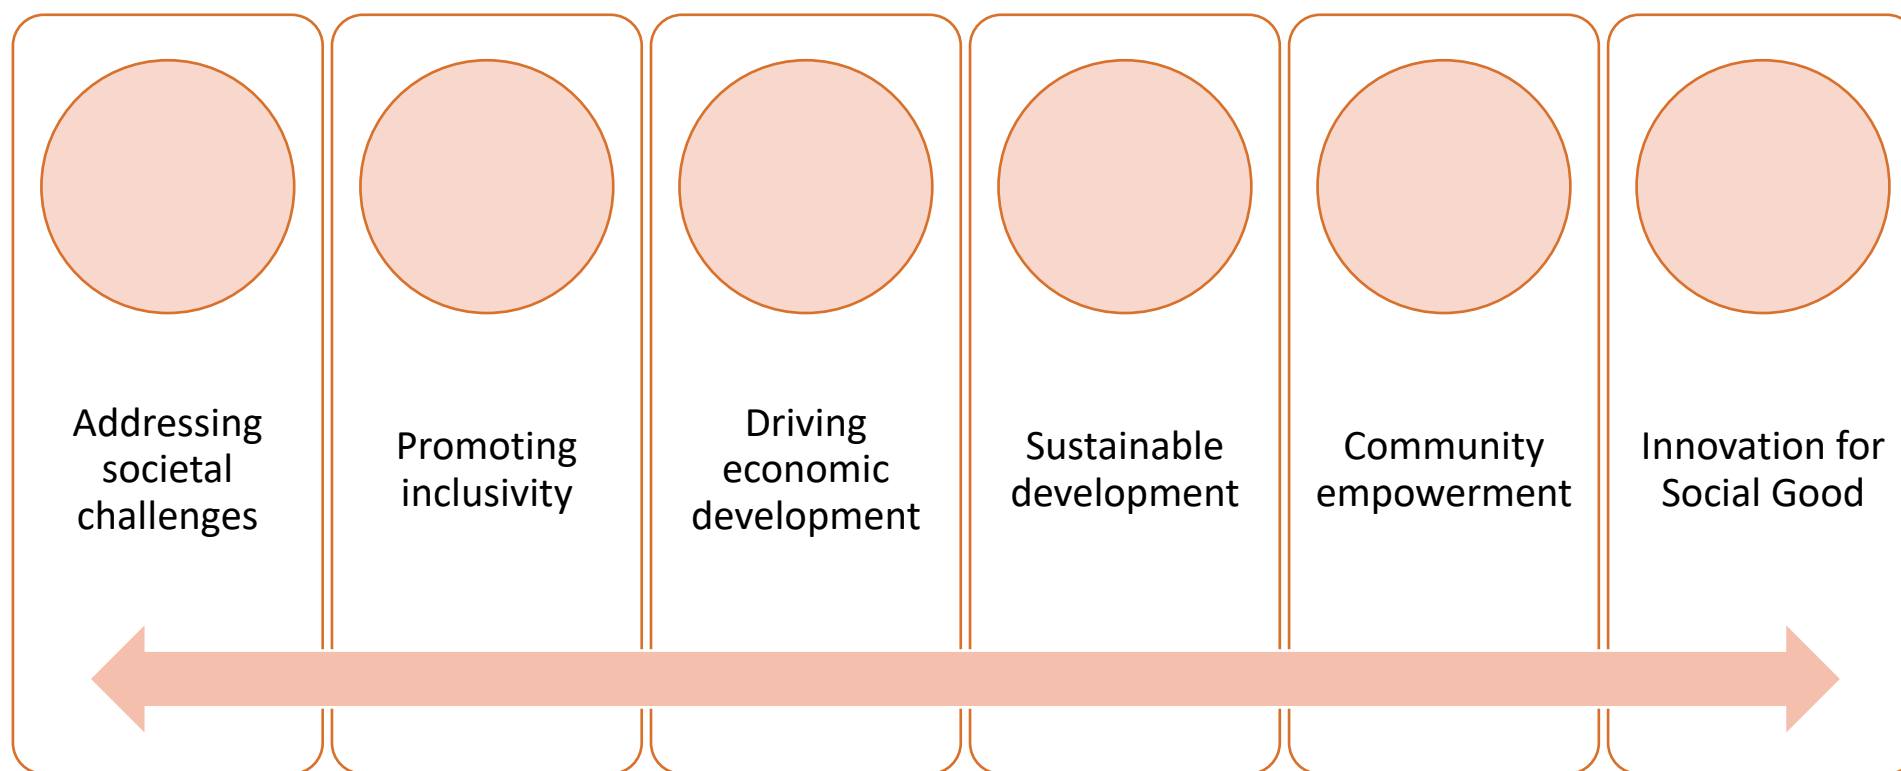 Addressing
societal
challenges
Promoting
inclusivity
Driving
economic
development
Sustainable
development
Community
empowerment
Innovation for
Social Good